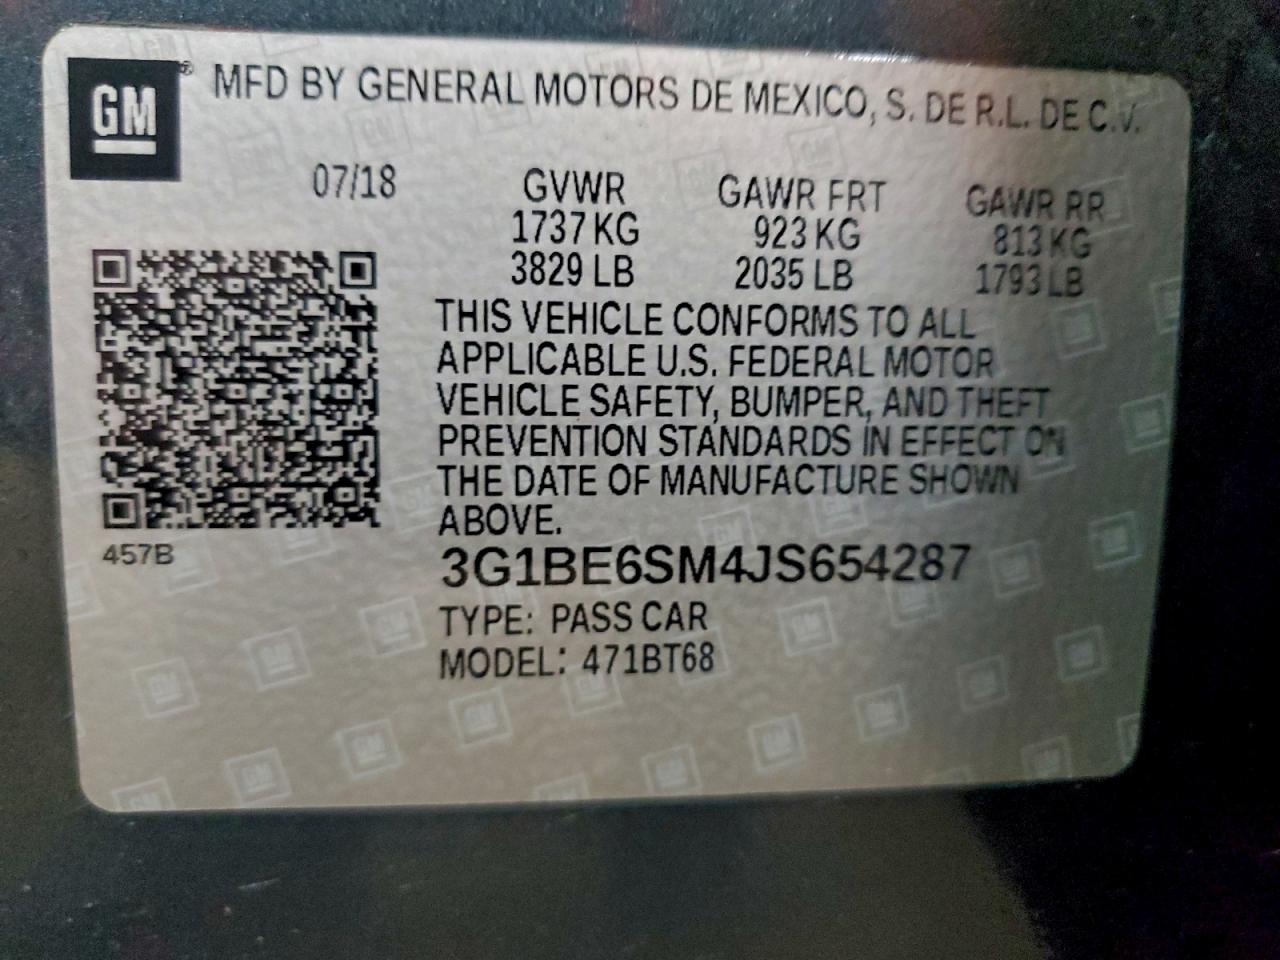 GM ® MFD BY GENERAL MOTORS DE MEXICO, S. DE R.L. DE C.V.
07/18 GVWR GAWR FRT GAWR RR
1737 KG 923 KG 813 KG
3829 LB 2035 LB 1793 LB
THIS VEHICLE CONFORMS TO ALL
APPLICABLE U.S. FEDERAL MOTOR
VEHICLE SAFETY, BUMPER, AND THEFT
PREVENTION STANDARDS IN EFFECT ON
THE DATE OF MANUFACTURE SHOWN
ABOVE.
457B
3G1BE6SM4JS654287
TYPE: PASS CAR
MODEL: 471BT68